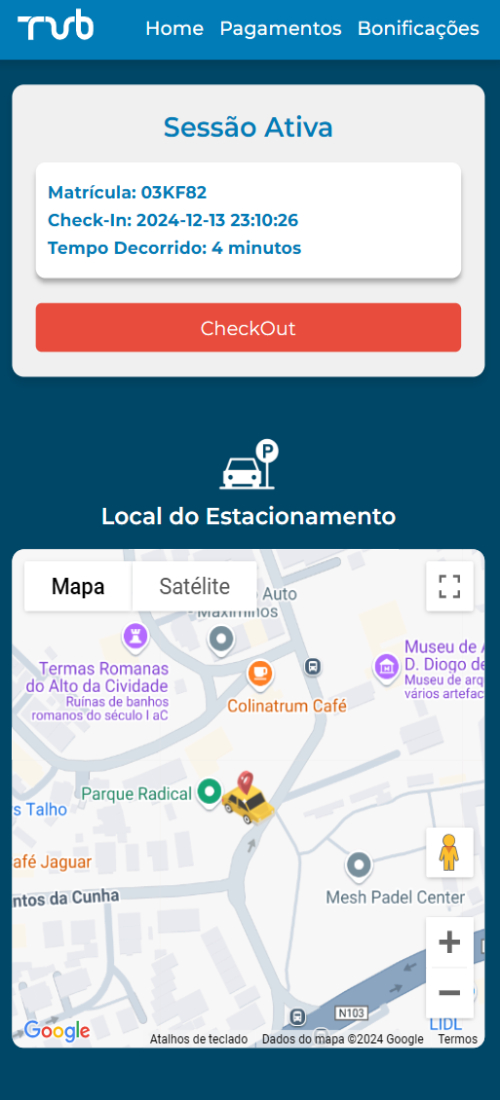 TUB
Home Pagamentos Bonificações
Sessão Ativa
Matrícula: 03KF82
Check-In: 2024-12-13 23:10:26
Tempo Decorrido: 4 minutos
CheckOut
P
Local do Estacionamento
Mapa Satélite
Auto
Maximinos
Termas Romanas
do Alto da Cividade
Ruínas de banhos
romanos do século I aC
Museu de
D. Diogo de
Museu de arq
vários artefac
Colinatrum Café
Parque Radical
s Talho
afé Jaguar
ntos da Cunha
Mesh Padel Center
N103
LIDL
Google
Atalhos de teclado Dados do mapa ©2024 Google Termos